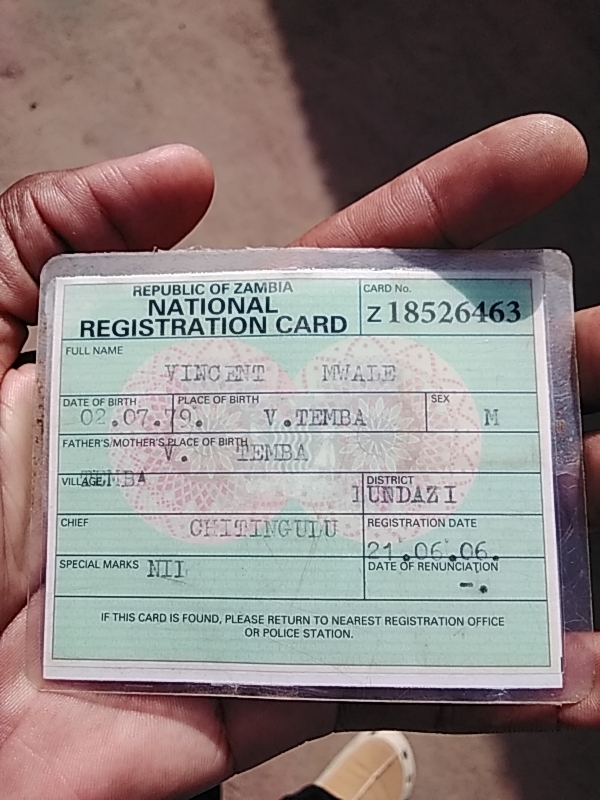 REPUBLIC OF ZAMBIA
NATIONAL
REGISTRATION CARD
CARD No.
Z 18526463
FULL NAME
VINCENT MWALE
DATE OF BIRTH
02.07.79.
PLACE OF BIRTH
V.TEMBA
SEX
M
FATHER'S/MOTHER'S PLACE OF BIRTH
V. TEMBA
VILLAGE
TEMBA
DISTRICT
LUNDAZI
CHIEF
CHITINGULU
REGISTRATION DATE
21.06.06.
SPECIAL MARKS
NIL
DATE OF RENUNCIATION
-.
IF THIS CARD IS FOUND, PLEASE RETURN TO NEAREST REGISTRATION OFFICE
OR POLICE STATION.